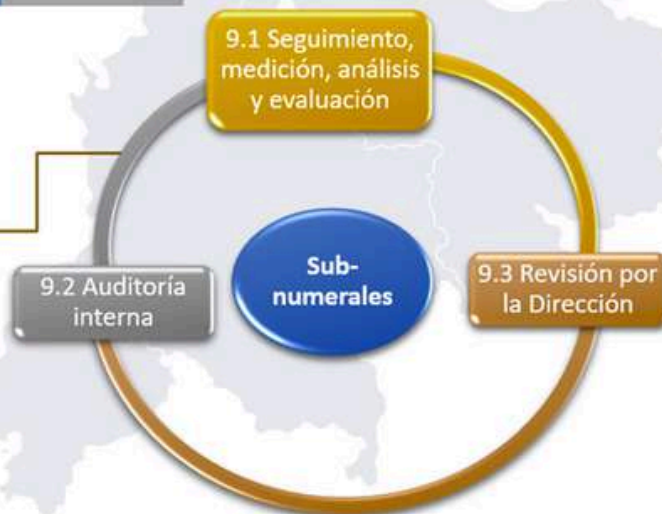 9.1 Seguimiento,
medición, análisis
y evaluación
Sub-
numerales
9.2 Auditoría
interna
9.3 Revisión por
la Dirección